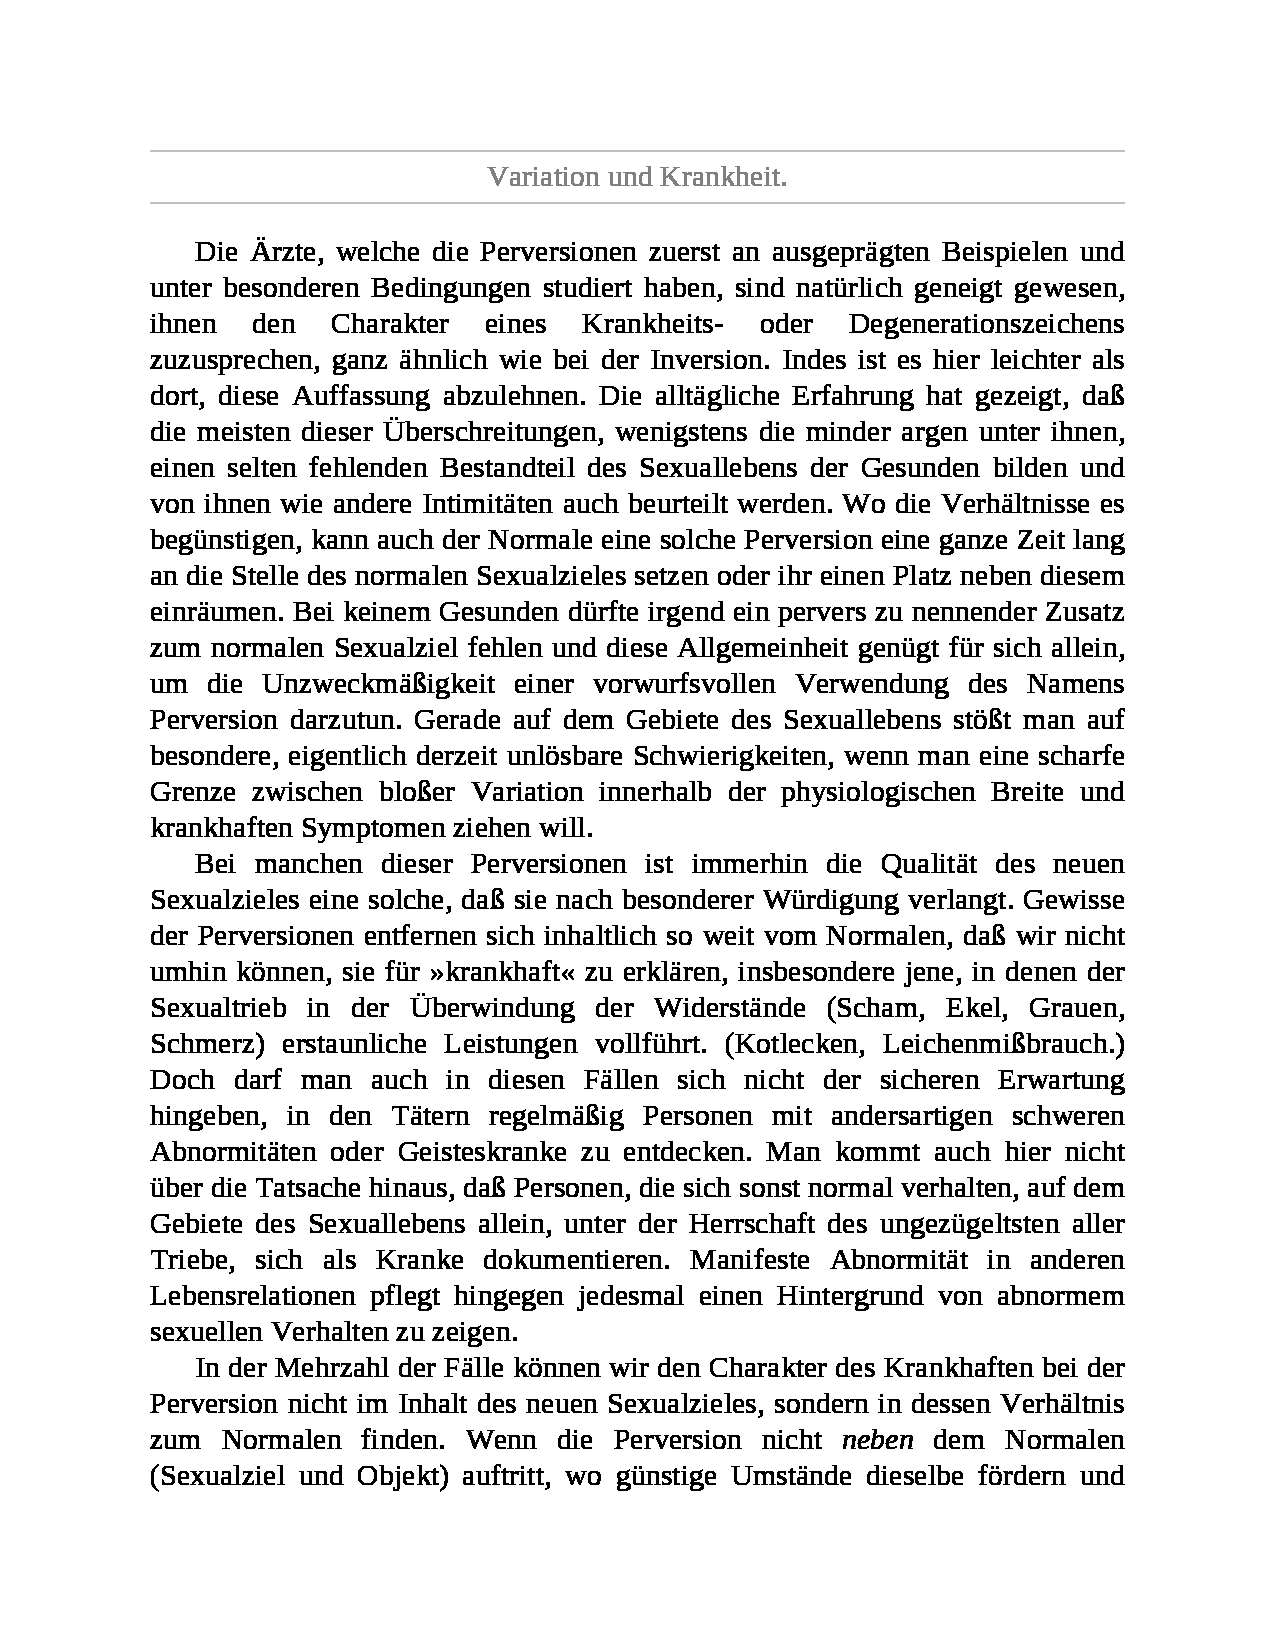 Variation und Krankheit.
Die Ärzte, welche die Perversionen zuerst an ausgeprägten Beispielen und
unter besonderen Bedingungen studiert haben, sind natürlich geneigt gewesen,
ihnen den Charakter eines Krankheits- oder Degenerationszeichens
zuzusprechen, ganz ähnlich wie bei der Inversion. Indes ist es hier leichter als
dort, diese Auffassung abzulehnen. Die alltägliche Erfahrung hat gezeigt, daß
die meisten dieser Überschreitungen, wenigstens die minder argen unter ihnen,
einen selten fehlenden Bestandteil des Sexuallebens der Gesunden bilden und
von ihnen wie andere Intimitäten auch beurteilt werden. Wo die Verhältnisse es
begünstigen, kann auch der Normale eine solche Perversion eine ganze Zeit lang
an die Stelle des normalen Sexualzieles setzen oder ihr einen Platz neben diesem
einräumen. Bei keinem Gesunden dürfte irgend ein pervers zu nennender Zusatz
zum normalen Sexualziel fehlen und diese Allgemeinheit genügt für sich allein,
um die Unzweckmäßigkeit einer vorwurfsvollen Verwendung des Namens
Perversion darzutun. Gerade auf dem Gebiete des Sexuallebens stößt man auf
besondere, eigentlich derzeit unlösbare Schwierigkeiten, wenn man eine scharfe
Grenze zwischen bloßer Variation innerhalb der physiologischen Breite und
krankhaften Symptomen ziehen will.
Bei manchen dieser Perversionen ist immerhin die Qualität des neuen
Sexualzieles eine solche, daß sie nach besonderer Würdigung verlangt. Gewisse
der Perversionen entfernen sich inhaltlich so weit vom Normalen, daß wir nicht
umhin können, sie für »krankhaft« zu erklären, insbesondere jene, in denen der
Sexualtrieb in der Überwindung der Widerstände (Scham, Ekel, Grauen,
Schmerz) erstaunliche Leistungen vollführt. (Kotlecken, Leichenmißbrauch.)
Doch darf man auch in diesen Fällen sich nicht der sicheren Erwartung
hingeben, in den Tätern regelmäßig Personen mit andersartigen schweren
Abnormitäten oder Geisteskranke zu entdecken. Man kommt auch hier nicht
über die Tatsache hinaus, daß Personen, die sich sonst normal verhalten, auf dem
Gebiete des Sexuallebens allein, unter der Herrschaft des ungezügeltsten aller
Triebe, sich als Kranke dokumentieren. Manifeste Abnormität in anderen
Lebensrelationen pflegt hingegen jedesmal einen Hintergrund von abnormem
sexuellen Verhalten zu zeigen.
In der Mehrzahl der Fälle können wir den Charakter des Krankhaften bei der
Perversion nicht im Inhalt des neuen Sexualzieles, sondern in dessen Verhältnis
zum Normalen finden. Wenn die Perversion nicht neben dem Normalen
(Sexualziel und Objekt) auftritt, wo günstige Umstände dieselbe fördern und